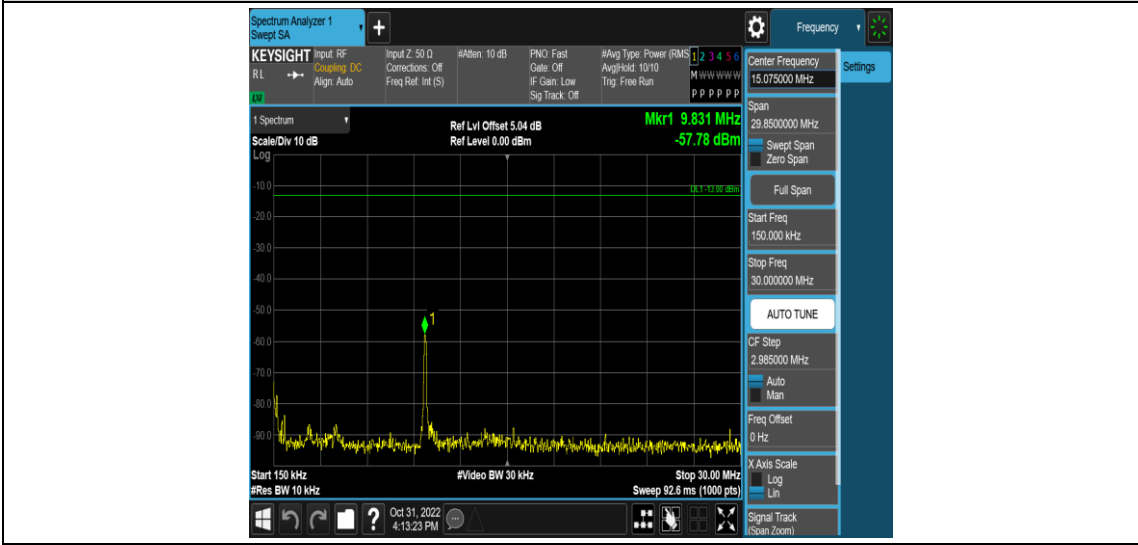 Spectrum Analyzer 1
Swept SA
+
Frequency
KEYSIGHT
RL
LM
Input: RF
Coupling: DC
Align: Auto
Input Z: 50 Ω
Corrections: Off
Freq Ref: Int (S)
#Atten: 10 dB
PNO: Fast
Gate: Off
IF Gain: Low
Sig Track: Off
#Avg Type: Power (RMS
Avg|Hold: 10/10
Trig: Free Run
1 2 3 4 5 6
M W W W W W
P P P P P P
1 Spectrum
Scale/Div 10 dB
Log
Ref Lvl Offset 5.04 dB
Ref Level 0.00 dBm
Mkr1 9.831 MHz
-57.78 dBm
DL1 -13.00 dBm
-10.0
-20.0
-30.0
-40.0
-50.0
-60.0
-70.0
-80.0
-90.0
1
Start 150 kHz
#Res BW 10 kHz
#Video BW 30 kHz
Stop 30.00 MHz
Sweep 92.6 ms (1000 pts)
Center Frequency
15.075000 MHz
Settings
Span
29.8500000 MHz
Swept Span
Zero Span
Full Span
Start Freq
150.000 kHz
Stop Freq
30.000000 MHz
AUTO TUNE
CF Step
2.985000 MHz
Auto
Man
Freq Offset
0 Hz
X Axis Scale
Log
Lin
Signal Track
(Span Zoom)
?
Oct 31, 2022
4:13:23 PM